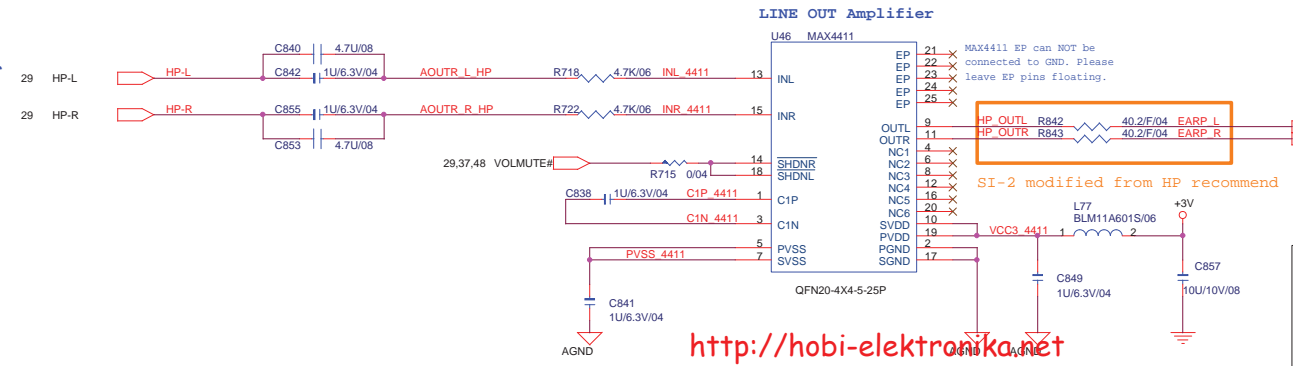 LINE OUT Amplifier
U46 MAX4411
C840 4.7U/08
29 HP-L HP-L C842 1U/6.3V/04 AOUTR_L_HP R718 4.7K/06 INL_4411 13 INL
29 HP-R HP-R C855 1U/6.3V/04 AOUTR_R_HP R722 4.7K/06 INR_4411 15 INR
C853 4.7U/08
29,37,48 VOLMUTE# R715 0/04 14 SHDNR
18 SHDNL
C838 1U/6.3V/04 C1P_4411 1 C1P
C1N_4411 3 C1N
5 PVSS
PVSS_4411 7 SVSS
C841
1U/6.3V/04
AGND
EP 21
EP 22
EP 23
EP 24
EP 25
MAX4411 EP can NOT be
connected to GND. Please
leave EP pins floating.
OUTL 9 HP_OUTL R842 40.2/F/04 EARP_L
OUTR 11 HP_OUTR R843 40.2/F/04 EARP_R
NC1 4
NC2 6
NC3 8
NC4 12
NC5 16
NC6 20
SVDD 10
PVDD 19
PGND 2
SGND 17
SI-2 modified from HP recommend
L77
BLM11A601S/06
+3V
VCC3_4411 1 2
C849
1U/6.3V/04
C857
10U/10V/08
QFN20-4X4-5-25P
AGND
AGND
http://hobi-elektronika.net